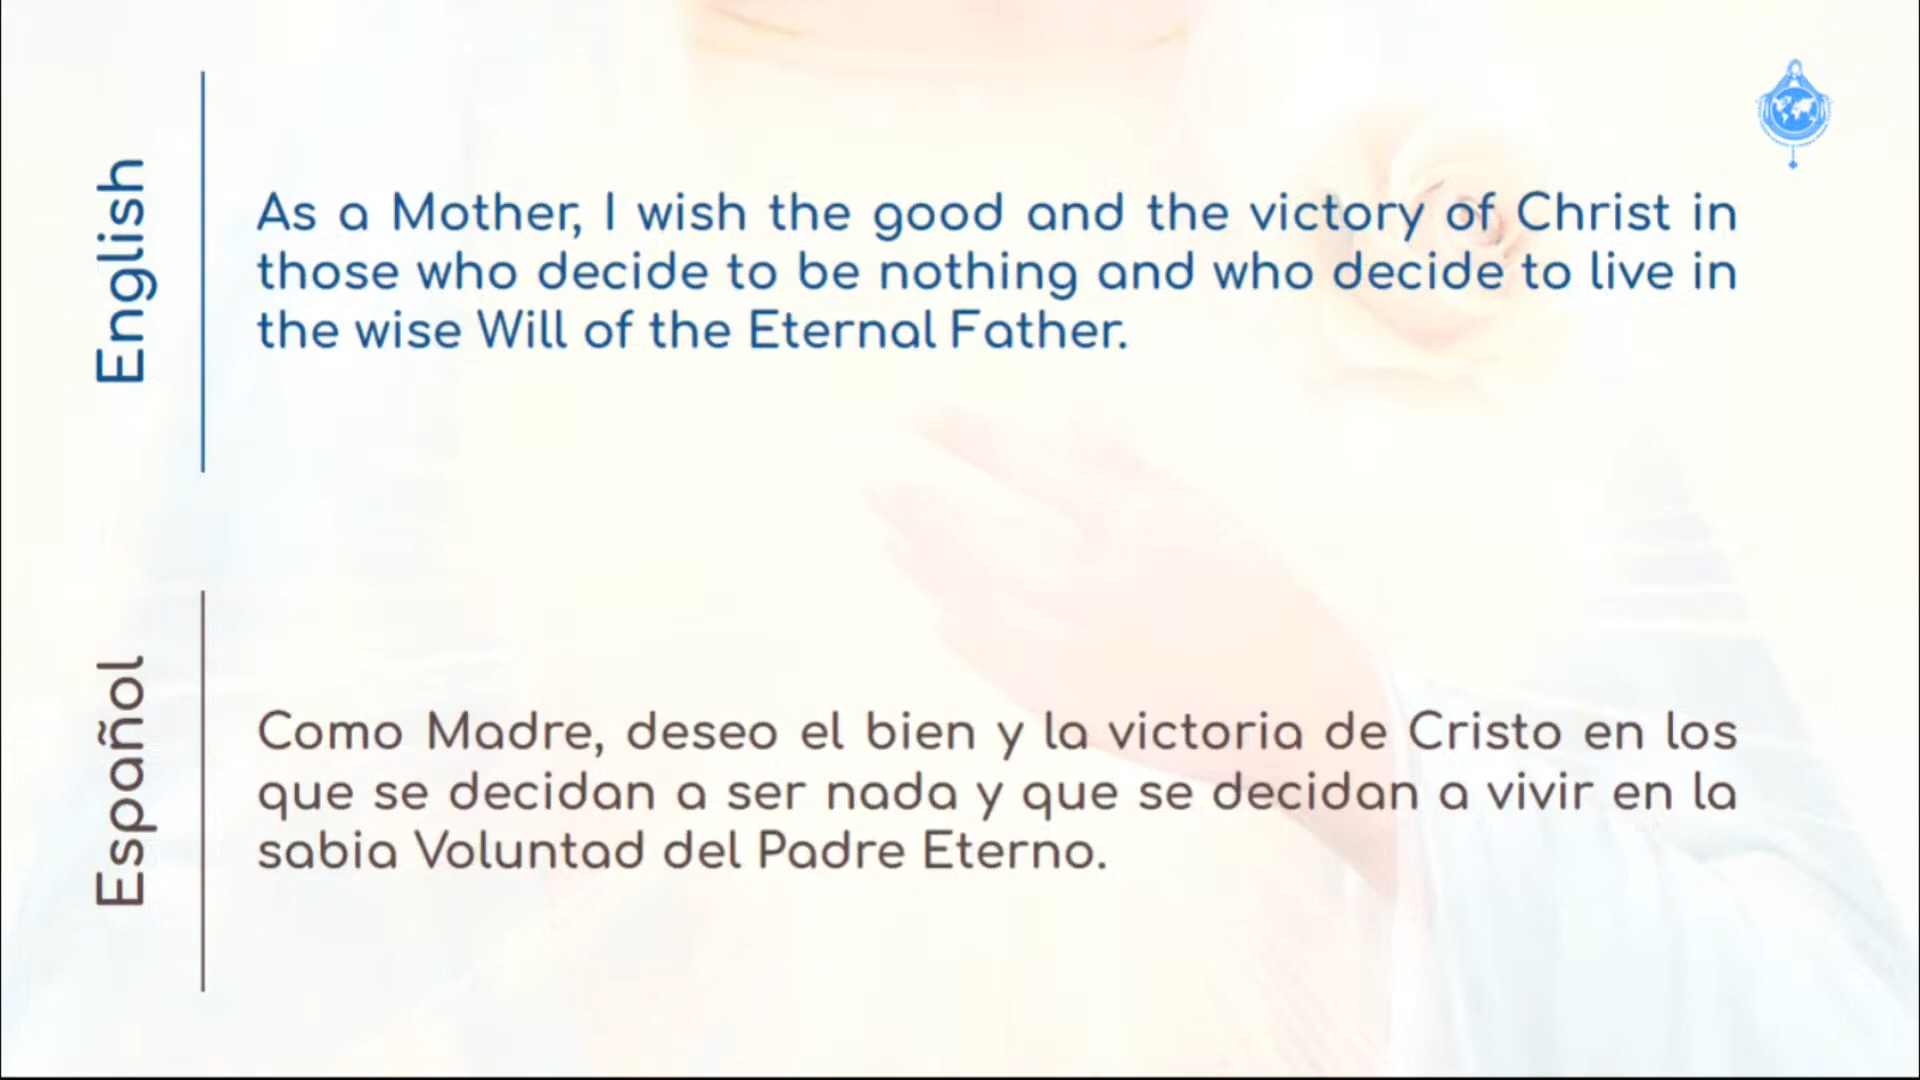 English
As a Mother, I wish the good and the victory of Christ in
those who decide to be nothing and who decide to live in
the wise Will of the Eternal Father.
Español
Como Madre, deseo el bien y la victoria de Cristo en los
que se decidan a ser nada y que se decidan a vivir en la
sabia Voluntad del Padre Eterno.